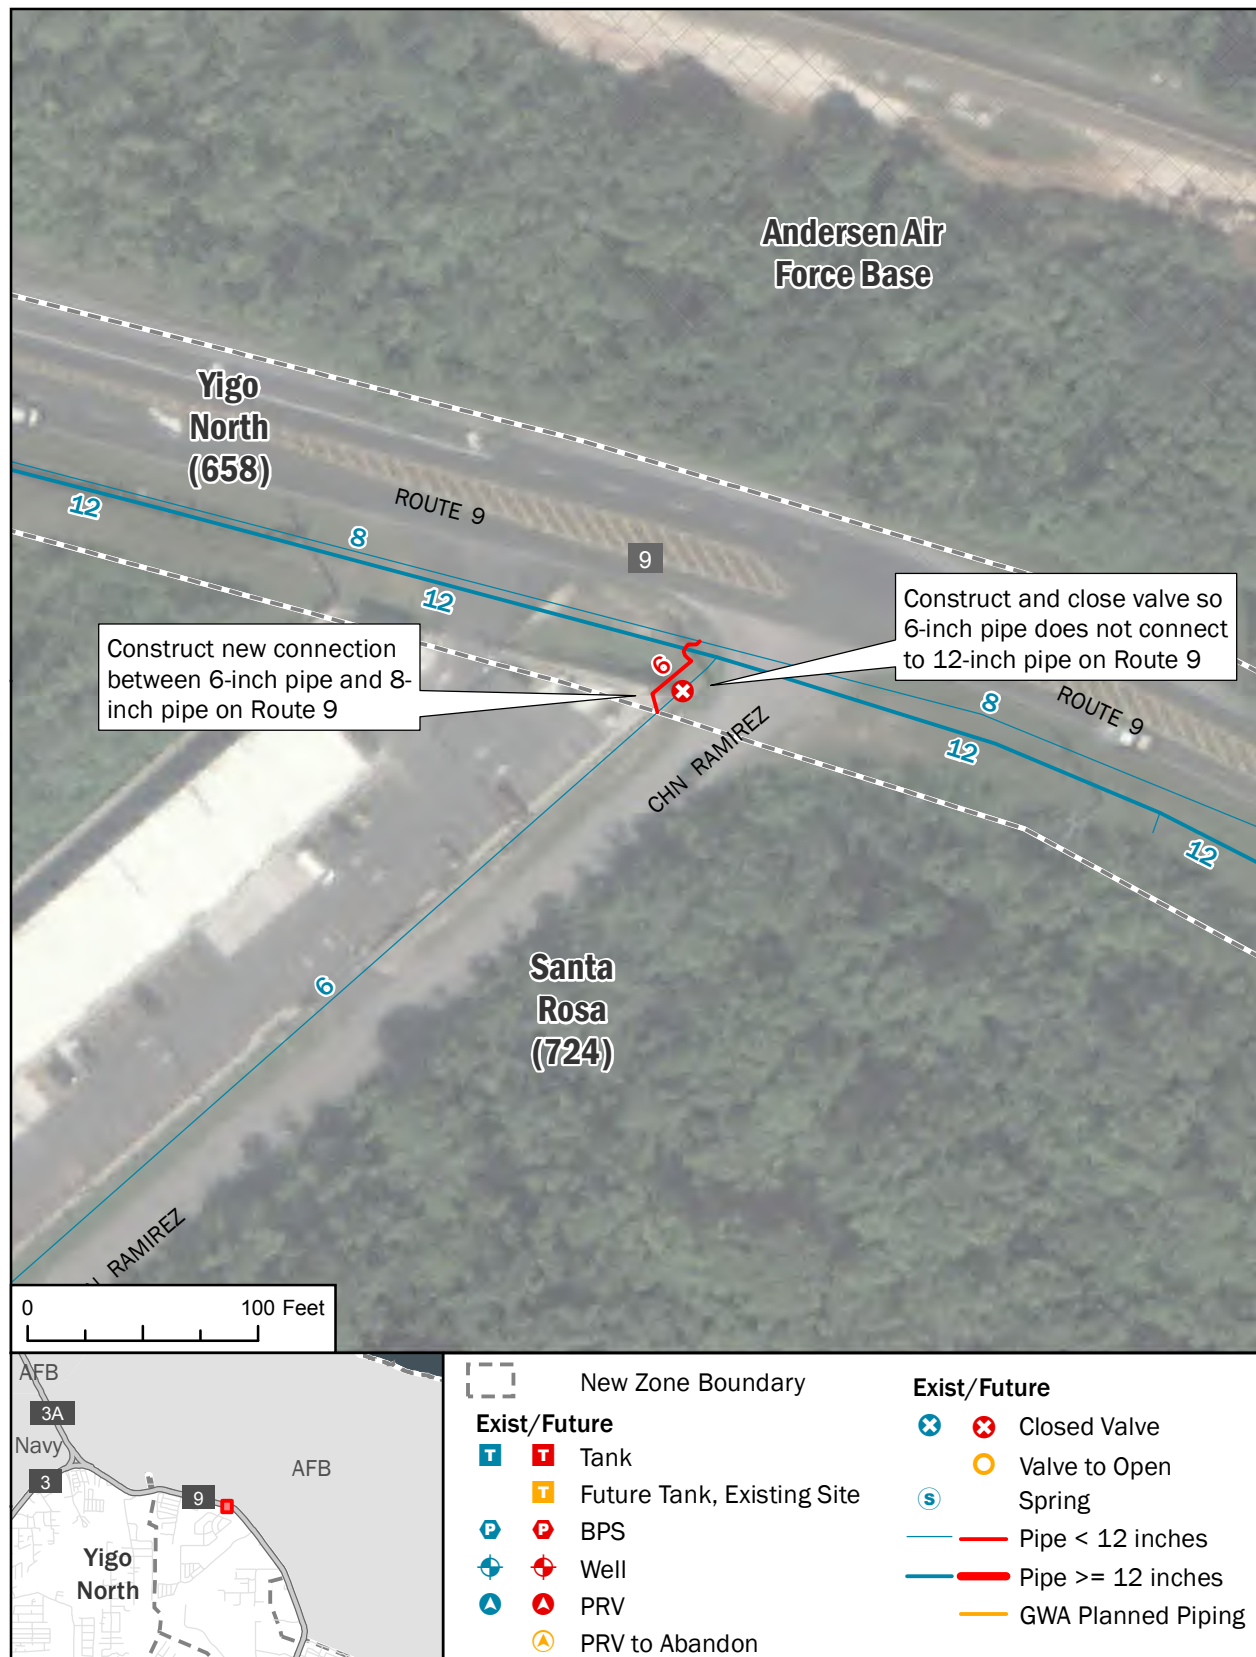 Andersen Air
Force Base
Yigo
North
(658)
ROUTE 9
12
8
12
9
Construct and close valve so
6-inch pipe does not connect
to 12-inch pipe on Route 9
Construct new connection
between 6-inch pipe and 8-
inch pipe on Route 9
6
8
ROUTE 9
12
CHN RAMIREZ
12
6
Santa
Rosa
(724)
RAMIREZ
0 100 Feet
AFB
3A
Navy
3
9
AFB
Yigo
North
New Zone Boundary
Exist/Future
T T Tank
T Future Tank, Existing Site
P P BPS
Well
PRV
PRV to Abandon
Exist/Future
Closed Valve
Valve to Open
S Spring
Pipe < 12 inches
Pipe >= 12 inches
GWA Planned Piping